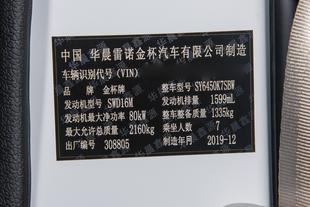 中国 华晨雷诺金杯汽车有限公司制造
车辆识别代号(VIN)
品 牌 金杯牌 整车型号 SY6450K7SBW
发动机型号 SWD16M 发动机排量 1599mL
发动机最大净功率 80kW 整车整备质量 1335kg
最大允许总质量 2160kg 乘坐人数 7
出厂编号 308805 制造年月 2019-12